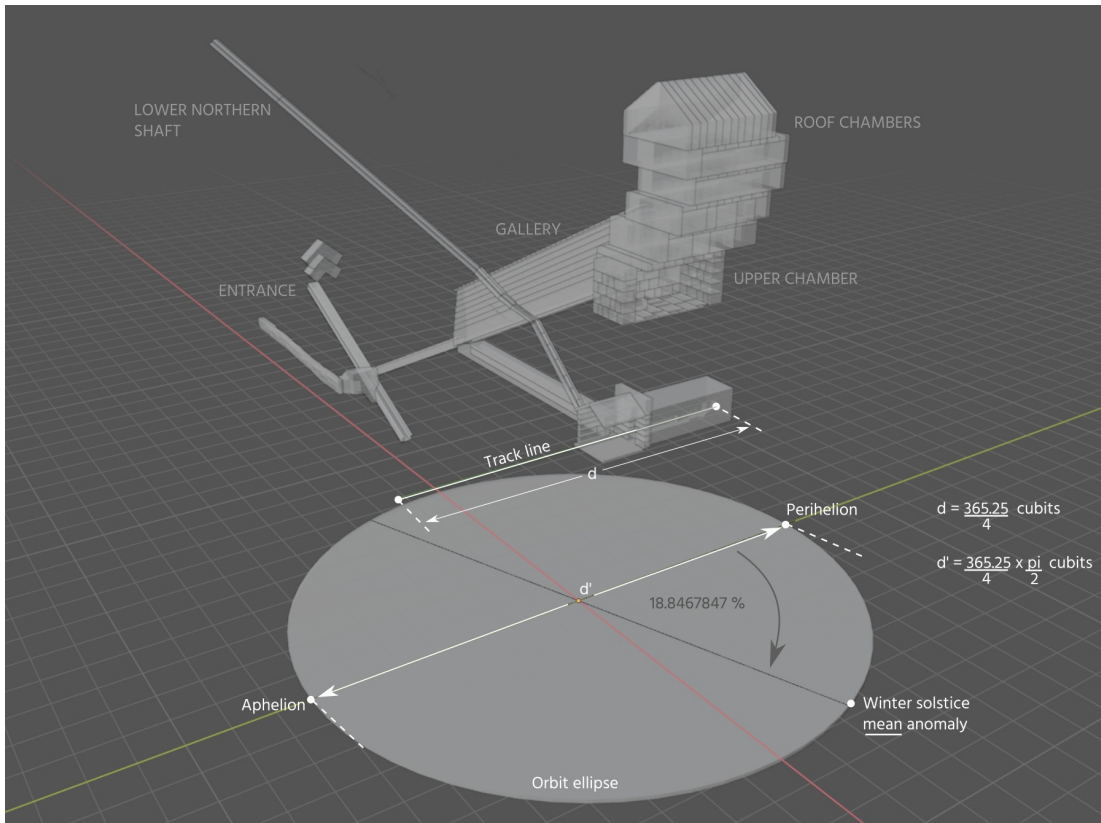 LOWER NORTHERN
SHAFT
ROOF CHAMBERS
GALLERY
UPPER CHAMBER
ENTRANCE
Track line
d
Perihelion
d = 365.25 cubits
4
d' = 365.25 x pi cubits
4 2
d'
18.8467847 %
Aphelion
Winter solstice
mean anomaly
Orbit ellipse